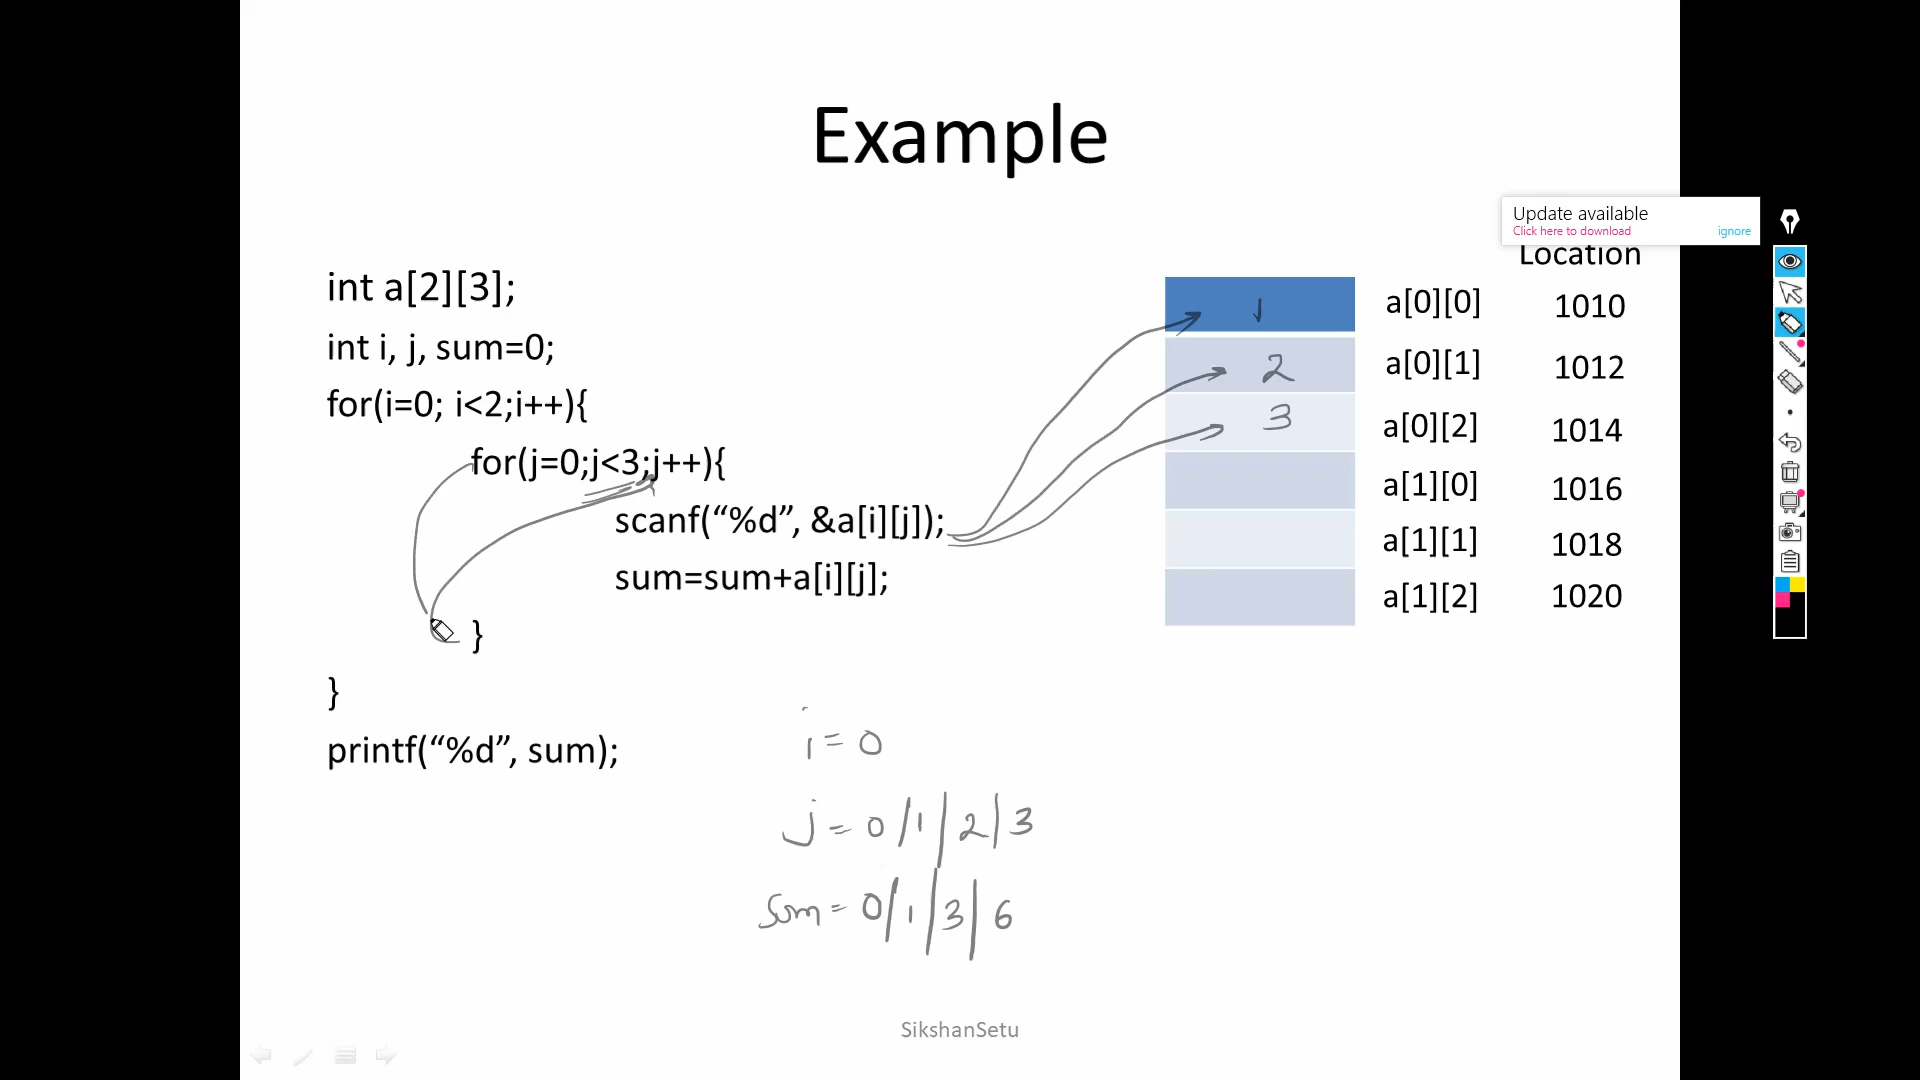 Example
Update available
Click here to download ignore
Location
int a[2][3];
int i, j, sum=0;
for(i=0; i<2;i++){
for(j=0;j<3;j++){
scanf(“%d”, &a[i][j]);
sum=sum+a[i][j];
}
}
printf(“%d”, sum);
1 a[0][0] 1010
2 a[0][1] 1012
3 a[0][2] 1014
a[1][0] 1016
a[1][1] 1018
a[1][2] 1020
i = 0
j = 0/1/2/3
Sum = 0/1/3/6
SikshanSetu